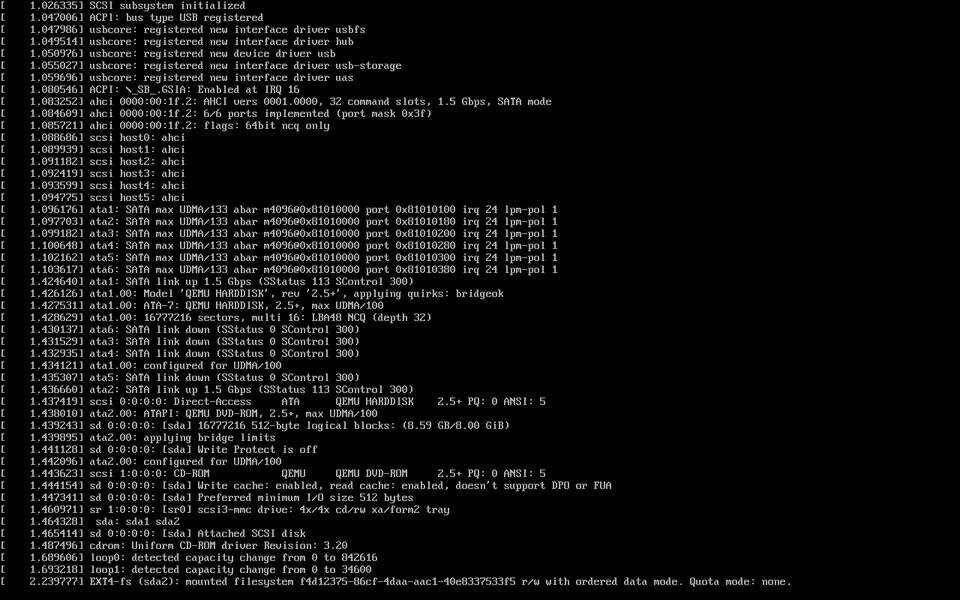 [    1.026335] SCSI subsystem initialized
[    1.047006] ACPI: bus type USB registered
[    1.047986] usbcore: registered new interface driver usbfs
[    1.049514] usbcore: registered new interface driver hub
[    1.050976] usbcore: registered new device driver usb
[    1.055027] usbcore: registered new interface driver usb-storage
[    1.059696] usbcore: registered new interface driver uas
[    1.080546] ACPI: \_SB_.GSIA: Enabled at IRQ 16
[    1.083252] ahci 0000:00:1f.2: AHCI vers 0001.0000, 32 command slots, 1.5 Gbps, SATA mode
[    1.084609] ahci 0000:00:1f.2: 6/6 ports implemented (port mask 0x3f)
[    1.085721] ahci 0000:00:1f.2: flags: 64bit ncq only
[    1.088686] scsi host0: ahci
[    1.089939] scsi host1: ahci
[    1.091182] scsi host2: ahci
[    1.092419] scsi host3: ahci
[    1.093599] scsi host4: ahci
[    1.094775] scsi host5: ahci
[    1.096176] ata1: SATA max UDMA/133 abar m4096@0x81010000 port 0x81010100 irq 24 lpm-pol 1
[    1.097703] ata2: SATA max UDMA/133 abar m4096@0x81010000 port 0x81010180 irq 24 lpm-pol 1
[    1.099182] ata3: SATA max UDMA/133 abar m4096@0x81010000 port 0x81010200 irq 24 lpm-pol 1
[    1.100648] ata4: SATA max UDMA/133 abar m4096@0x81010000 port 0x81010280 irq 24 lpm-pol 1
[    1.102162] ata5: SATA max UDMA/133 abar m4096@0x81010000 port 0x81010300 irq 24 lpm-pol 1
[    1.103617] ata6: SATA max UDMA/133 abar m4096@0x81010000 port 0x81010380 irq 24 lpm-pol 1
[    1.424640] ata1: SATA link up 1.5 Gbps (SStatus 113 SControl 300)
[    1.426126] ata1.00: Model 'QEMU HARDDISK', rev '2.5+', applying quirks: bridgeok
[    1.427531] ata1.00: ATA-7: QEMU HARDDISK, 2.5+, max UDMA/100
[    1.428629] ata1.00: 16777216 sectors, multi 16: LBA48 NCQ (depth 32)
[    1.430137] ata6: SATA link down (SStatus 0 SControl 300)
[    1.431529] ata3: SATA link down (SStatus 0 SControl 300)
[    1.432935] ata4: SATA link down (SStatus 0 SControl 300)
[    1.434121] ata1.00: configured for UDMA/100
[    1.435307] ata5: SATA link down (SStatus 0 SControl 300)
[    1.436660] ata2: SATA link up 1.5 Gbps (SStatus 113 SControl 300)
[    1.437419] scsi 0:0:0:0: Direct-Access     ATA      QEMU HARDDISK    2.5+ PQ: 0 ANSI: 5
[    1.438010] ata2.00: ATAPI: QEMU DVD-ROM, 2.5+, max UDMA/100
[    1.439243] sd 0:0:0:0: [sda] 16777216 512-byte logical blocks: (8.59 GB/8.00 GiB)
[    1.439895] ata2.00: applying bridge limits
[    1.441128] sd 0:0:0:0: [sda] Write Protect is off
[    1.442096] ata2.00: configured for UDMA/100
[    1.443623] scsi 1:0:0:0: CD-ROM            QEMU     QEMU DVD-ROM     2.5+ PQ: 0 ANSI: 5
[    1.444154] sd 0:0:0:0: [sda] Write cache: enabled, read cache: enabled, doesn't support DPO or FUA
[    1.447341] sd 0:0:0:0: [sda] Preferred minimum I/O size 512 bytes
[    1.460971] sr 1:0:0:0: [sr0] scsi3-mmc drive: 4x/4x cd/rw xa/form2 tray
[    1.464328]  sda: sda1 sda2
[    1.465414] sd 0:0:0:0: [sda] Attached SCSI disk
[    1.487496] cdrom: Uniform CD-ROM driver Revision: 3.20
[    1.689606] loop0: detected capacity change from 0 to 842616
[    1.693218] loop1: detected capacity change from 0 to 34600
[    2.239777] EXT4-fs (sda2): mounted filesystem f4d12375-86cf-4daa-aac1-40e8337533f5 r/w with ordered data mode. Quota mode: none.